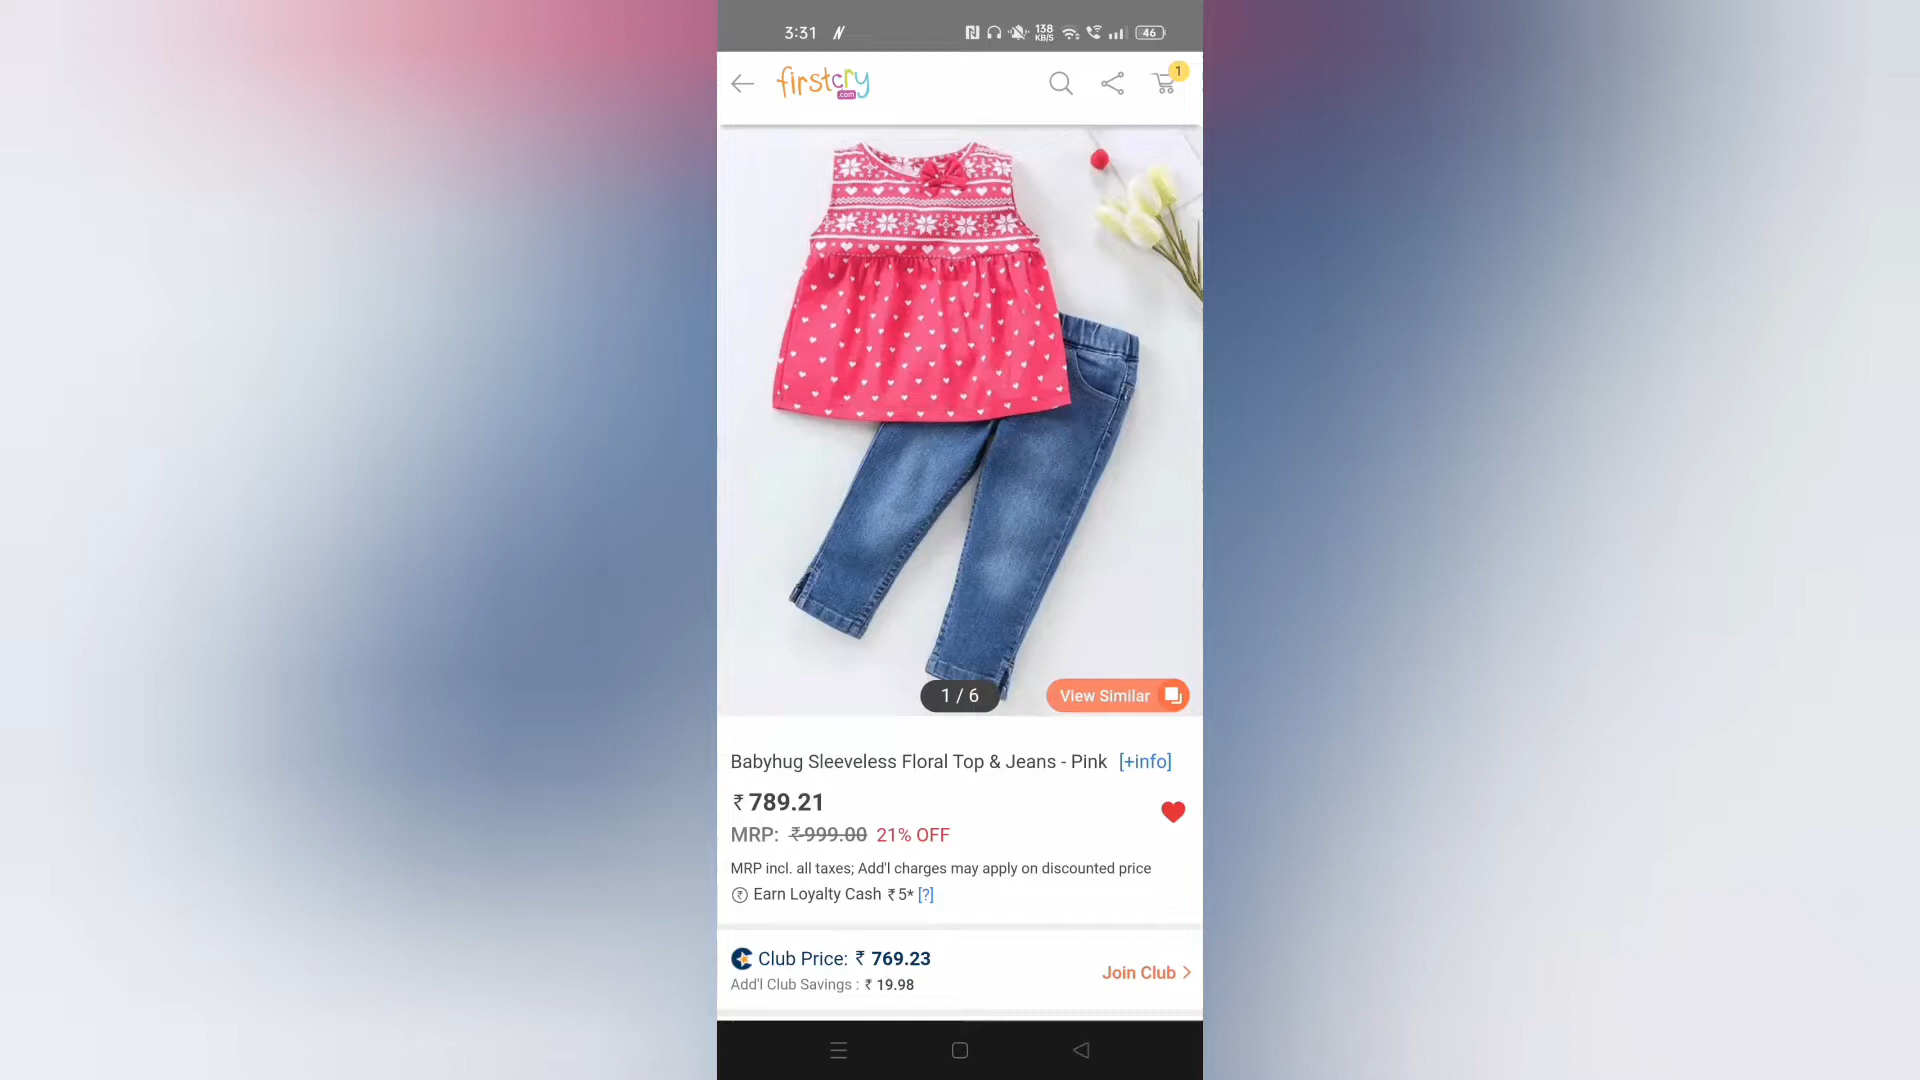 3:31 138 KB/S 46
firstcry .com 1
1 / 6 View Similar
Babyhug Sleeveless Floral Top & Jeans - Pink [+info]
₹ 789.21
MRP: ₹ 999.00 21% OFF
MRP incl. all taxes; Add'l charges may apply on discounted price
Earn Loyalty Cash ₹ 5* [?]
Club Price: ₹ 769.23
Join Club >
Add'l Club Savings : ₹ 19.98